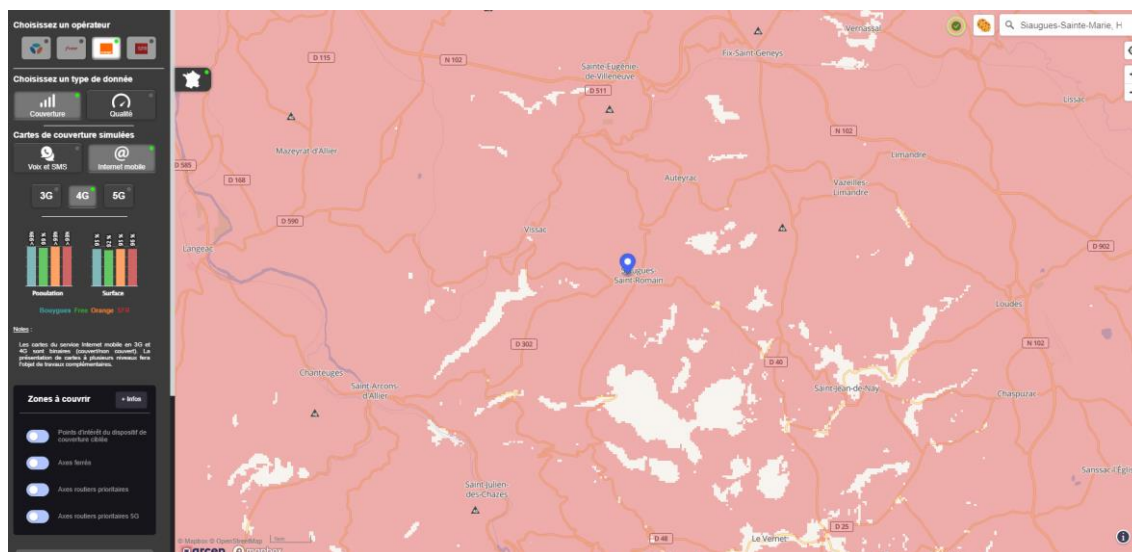 Choisissez un opérateur
free
SFR
Choisissez un type de donnée
Couverture
Qualité
Cartes de couverture simulées
Voix et SMS
Internet mobile
3G
4G
5G
Population
Surface
Bouygues Free Orange SFR
Notes :
Les cartes du service Internet mobile en 3G et
4G sont binaires (couvert/non couvert). La
présentation de cartes à plusieurs niveaux fera
l'objet de travaux complémentaires.
Zones à couvrir
+ Infos
Points d'intérêt du dispositif de
couverture ciblée
Axes ferrés
Axes routiers prioritaires
Axes routiers prioritaires 5G
Siaugues-Sainte-Marie, H
Vernassal
Fix-Saint-Geneys
D 115
N 102
Sainte-Eugénie-
de-Villeneuve
D 511
Lissac
N 102
Mazeyrat-d'Allier
Limandre
D 585
D 168
Auteyrac
Vazeilles-
Limandre
D 590
Vissac
Langeac
D 902
Siaugues-
Saint-Romain
Loudes
D 302
N 102
D 40
Chanteuges
Saint-Arcons-
d'Allier
Saint-Jean-de-Nay
Chaspuzac
Saint-Julien-
des-Chazes
Sanssac-l'Églis
D 25
D 48
Le Vernet
© Mapbox © OpenStreetMap
arcep
mapbox